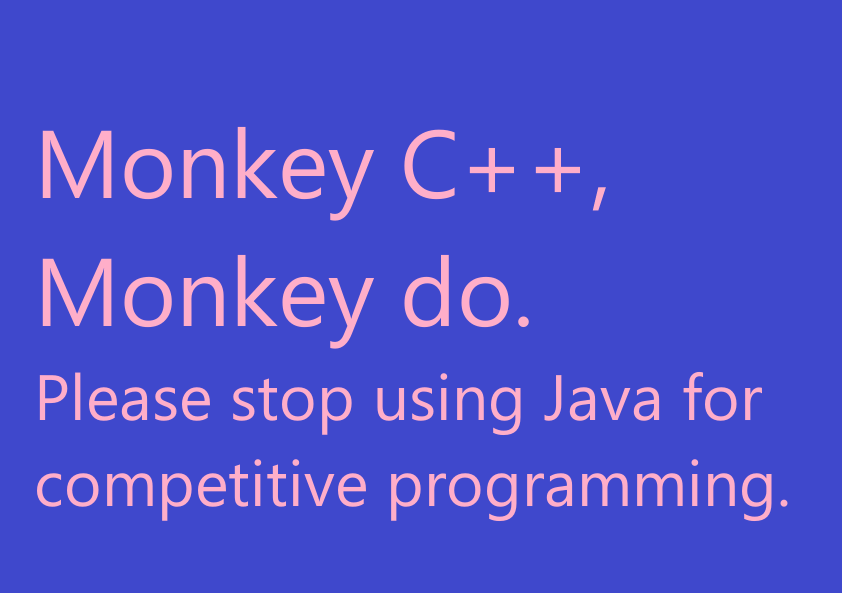 Monkey C++,
Monkey do.
Please stop using Java for
competitive programming.